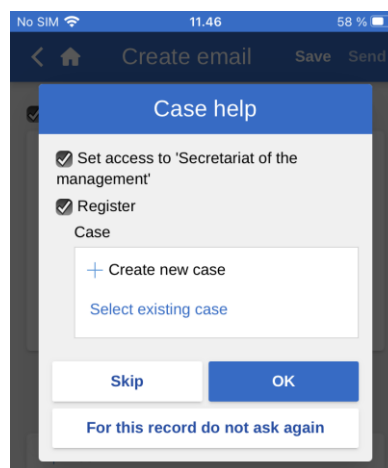 No SIM 11.46 58 %
Create email Save Send
Case help
Set access to 'Secretariat of the
management'
Register
Case
+ Create new case
Select existing case
Skip OK
For this record do not ask again